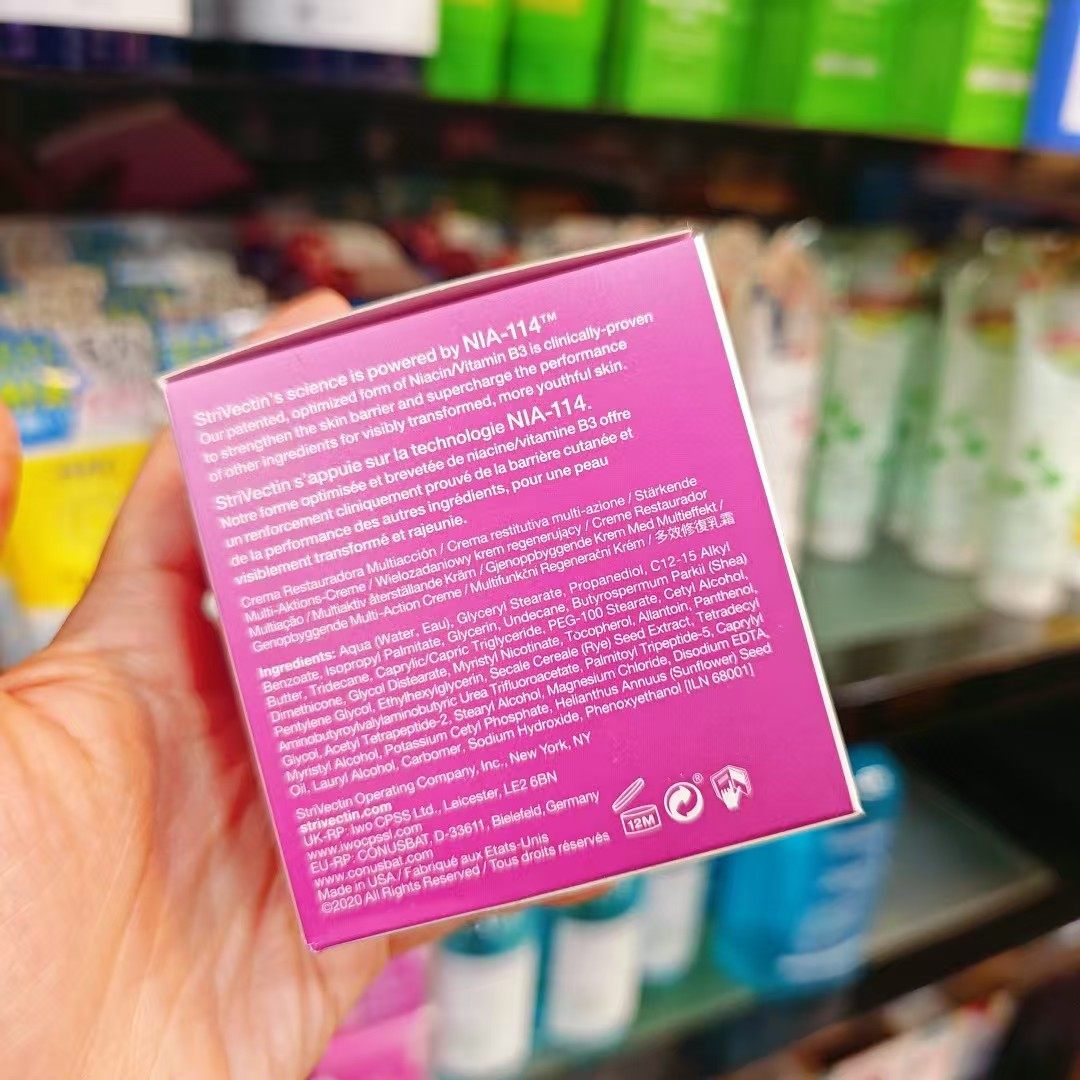 StriVectin's science is powered by NIA-114™
Our patented, optimized form of Niacin/Vitamin B3 is clinically-proven
to strengthen the skin barrier and supercharge the performance
of other ingredients for visibly transformed, more youthful skin.
StriVectin s'appuie sur la technologie NIA-114.
Notre forme optimisée et brevetée de niacine/vitamine B3 offre
un renforcement cliniquement prouvé de la barrière cutanée et
de la performance des autres ingrédients, pour une peau
visiblement transformé et rajeunie.
Crema Restauradora Multiacción / Crema restitutiva multi-azione / Stärkende
Multi-Aktions-Creme / Wielozadaniowy krem regenerujący / Creme Restaurador
Multiação / Multiaktiv återställande Kräm / Gjenoppbyggende Krem Med Multieffekt /
Genopbyggende Multi-Action Creme / Multifunkční Regenerační Krém / 多效修復乳霜
Ingredients: Aqua (Water, Eau), Glyceryl Stearate, Propanediol, C12-15 Alkyl
Benzoate, Isopropyl Palmitate, Glycerin, Undecane, Butyrospermum Parkii (Shea)
Butter, Tridecane, Caprylic/Capric Triglyceride, PEG-100 Stearate, Cetyl Alcohol,
Dimethicone, Glycol Distearate, Myristyl Nicotinate, Tocopherol, Allantoin, Panthenol,
Pentylene Glycol, Ethylhexylglycerin, Secale Cereale (Rye) Seed Extract, Tetradecyl
Aminobutyroylvalylaminobutyric Urea Trifluoroacetate, Palmitoyl Tripeptide-5, Caprylyl
Glycol, Acetyl Tetrapeptide-2, Stearyl Alcohol, Magnesium Chloride, Disodium EDTA,
Myristyl Alcohol, Potassium Cetyl Phosphate, Helianthus Annuus (Sunflower) Seed
Oil, Lauryl Alcohol, Carbomer, Sodium Hydroxide, Phenoxyethanol [ILN 68001]
StriVectin Operating Company, Inc., New York, NY
strivectin.com
UK-RP: Iwo CPSS Ltd., Leicester, LE2 6BN
www.iwocpssl.com
EU-RP: CONUSBAT, D-33611, Bielefeld, Germany
www.conusbat.com
Made in USA / Fabriqué aux Etats-Unis
©2020 All Rights Reserved / Tous droits réservés
12M
®